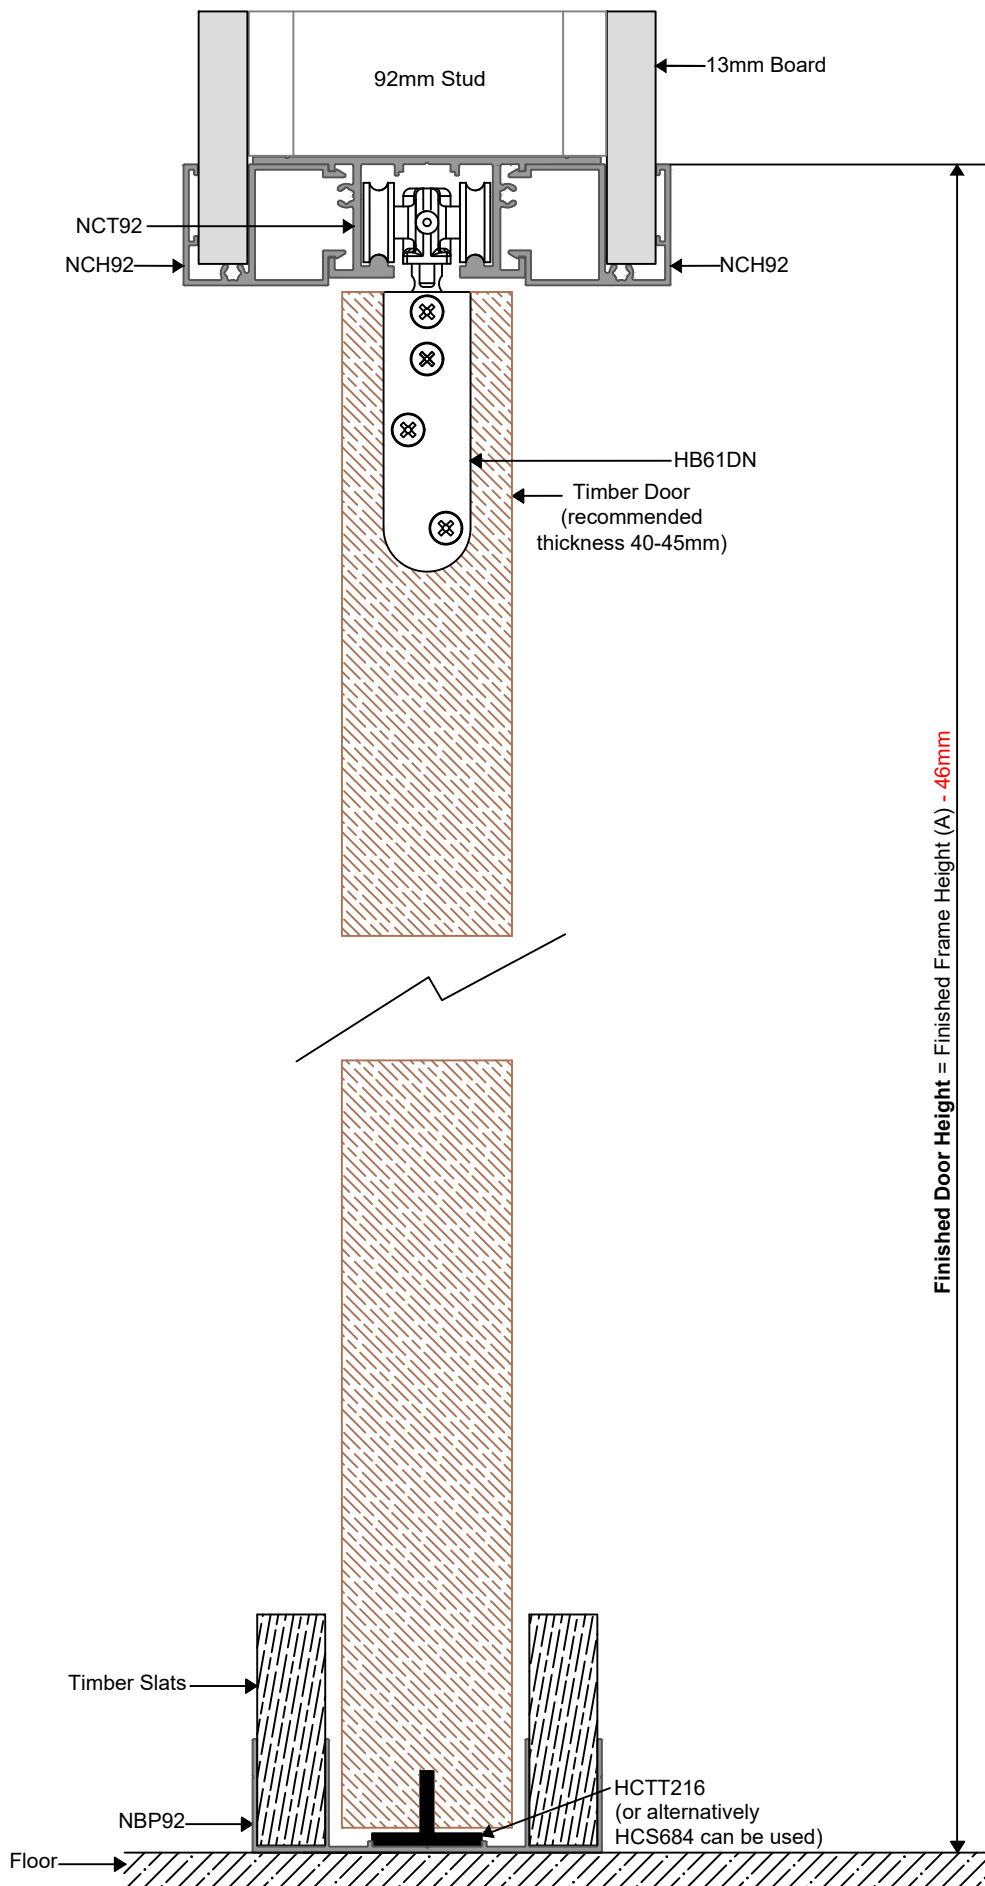 92mm Stud
13mm Board
NCT92
NCH92
NCH92
HB61DN
Timber Door
(recommended
thickness 40-45mm)
Finished Door Height = Finished Frame Height (A) - 46mm
Timber Slats
HCTT216
(or alternatively
HCS684 can be used)
NBP92
Floor